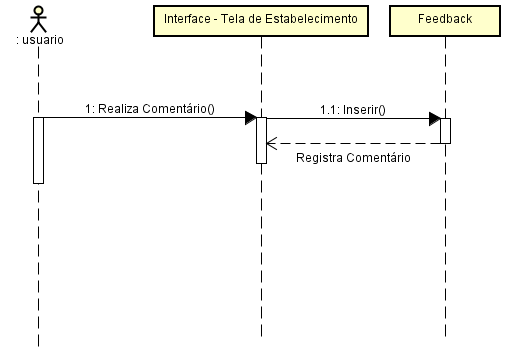 : usuario
Interface - Tela de Estabelecimento
Feedback
1: Realiza Comentário()
1.1: Inserir()
Registra Comentário